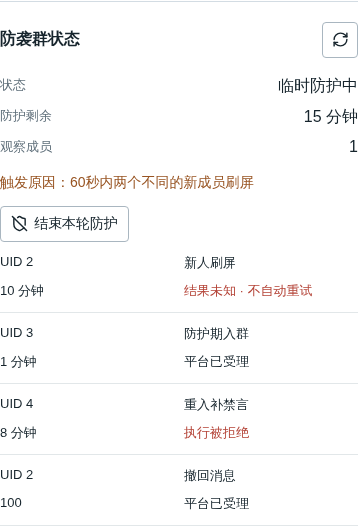 防袭群状态
状态 临时防护中
防护剩余 15 分钟
观察成员 1
触发原因：60秒内两个不同的新成员刷屏
结束本轮防护
UID 2 新人刷屏
10 分钟 结果未知 · 不自动重试
UID 3 防护期入群
1 分钟 平台已受理
UID 4 重入补禁言
8 分钟 执行被拒绝
UID 2 撤回消息
100 平台已受理